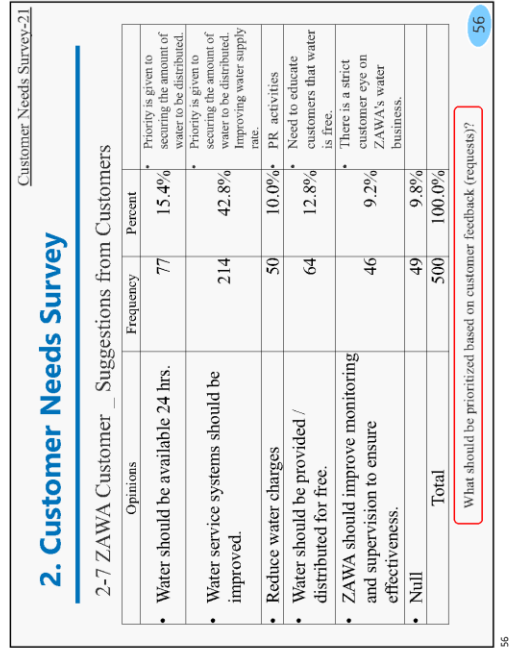 Customer Needs Survey-21
2. Customer Needs Survey
2-7 ZAWA Customer _ Suggestions from Customers
Opinions Frequency Percent
• Water should be available 24 hrs. 77 15.4% • Priority is given to
securing the amount of
water to be distributed.
• Water service systems should be
improved. 214 42.8% • Priority is given to
securing the amount of
water to be distributed.
Improving water supply
rate.
• Reduce water charges 50 10.0% • PR activities
• Water should be provided /
distributed for free. 64 12.8% • Need to educate
customers that water
is free.
• ZAWA should improve monitoring
and supervision to ensure
effectiveness. 46 9.2% • There is a strict
customer eye on
ZAWA's water
business.
• Null 49 9.8%
Total 500 100.0%
What should be prioritized based on customer feedback (requests)?
56
56